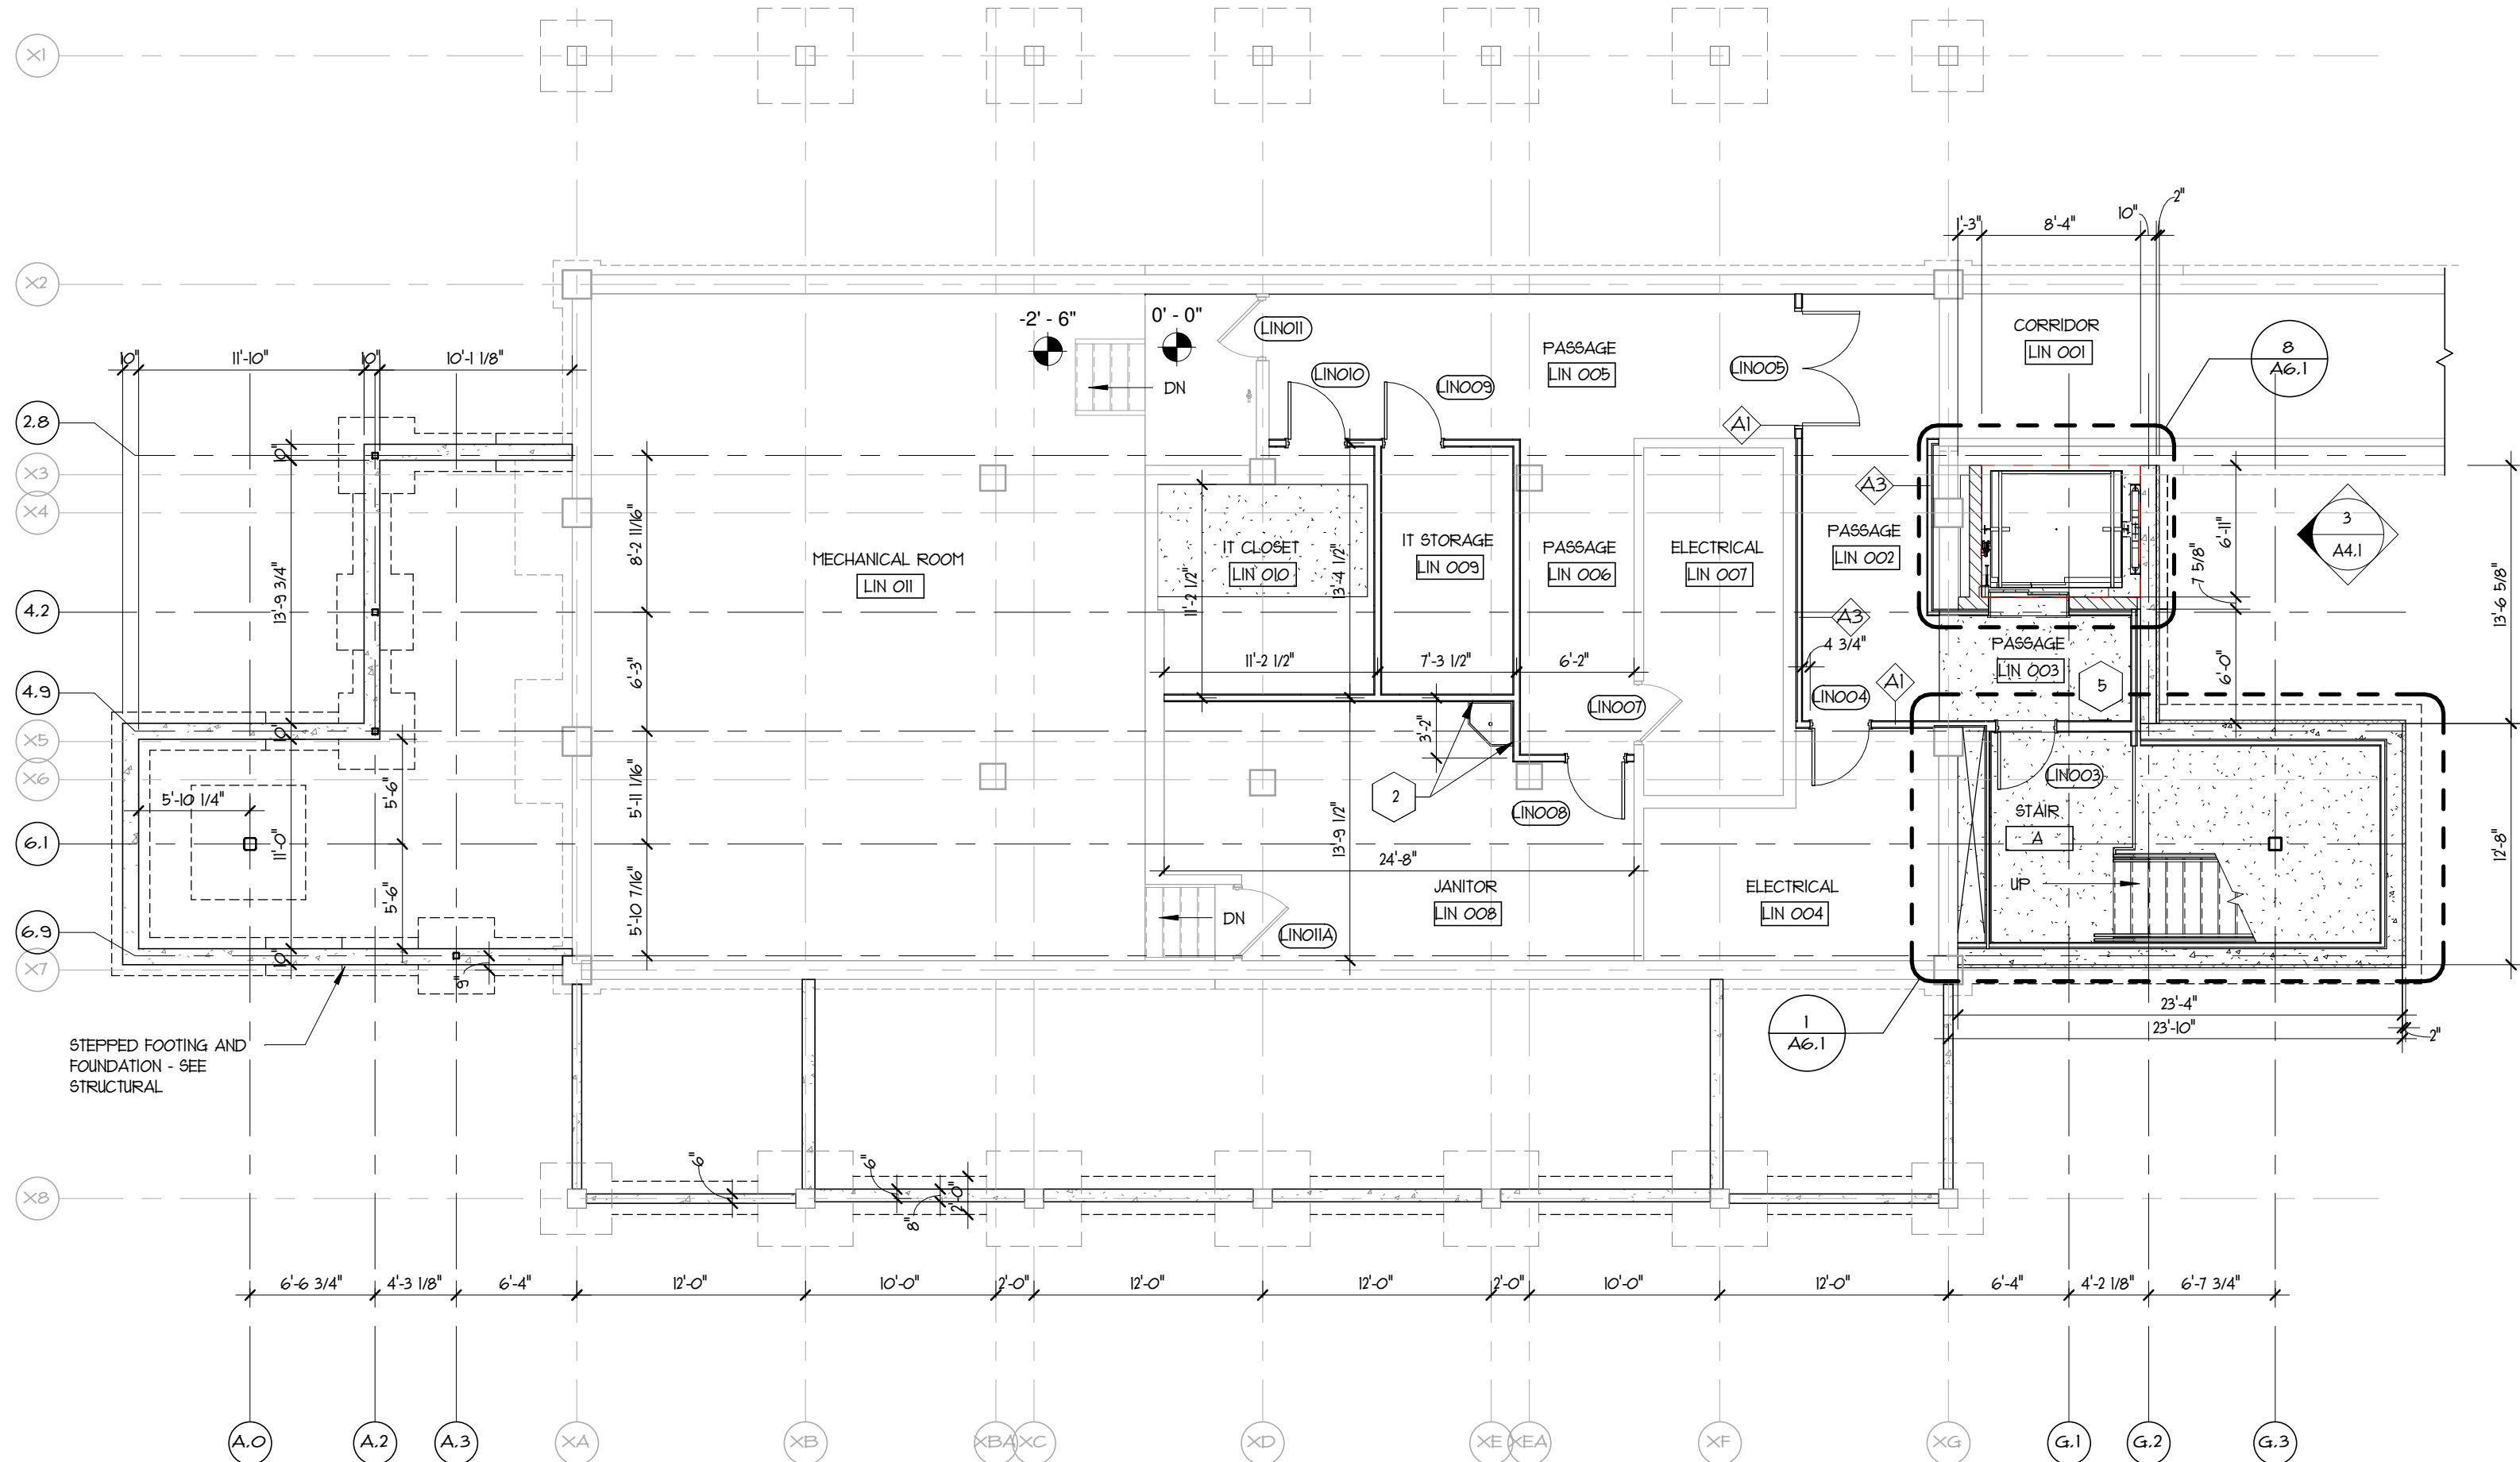 X1
2"
10"
1'-3"
8'-4"
X2
-2' - 6"
0' - 0"
LIN011
CORRIDOR
LIN 001
8
A6.1
10"
11'-10"
10"
10'-1 1/8"
PASSAGE
LIN 005
LIN005
LIN010
LIN009
DN
2.8
A1
10"
X3
A3
X4
3
A4.1
8'-2 11/16"
13'-9 3/4"
MECHANICAL ROOM
LIN 011
IT CLOSET
LIN 010
11'-2 1/2"
13'-4 1/2"
IT STORAGE
LIN 009
PASSAGE
LIN 006
ELECTRICAL
LIN 007
PASSAGE
LIN 002
6'-11"
7 5/8"
13'-6 5/8"
4.2
A3
4 3/4"
PASSAGE
LIN 003
6'-3"
11'-2 1/2"
7'-3 1/2"
6'-2"
6'-0"
4.9
LIN007
LIN004
A1
5
10"
X5
3'-2"
X6
5'-6"
5'-11 11/16"
LIN003
5'-10 1/4"
2
LIN008
STAIR
A
6.1
11'-0"
13'-9 1/2"
24'-8"
12'-8"
UP
5'-6"
5'-10 7/16"
JANITOR
LIN 008
ELECTRICAL
LIN 004
DN
6.9
LIN011A
10"
X7
9"
23'-4"
23'-10"
2"
1
A6.1
STEPPED FOOTING AND
FOUNDATION - SEE
STRUCTURAL
6"
6"
8"
2'-0"
X8
6'-6 3/4"
4'-3 1/8"
6'-4"
12'-0"
10'-0"
2'-0"
12'-0"
12'-0"
2'-0"
10'-0"
12'-0"
6'-4"
4'-2 1/8"
6'-7 3/4"
A.0
A.2
A.3
XA
XB
XBA
XC
XD
XE
XEA
XF
XG
G.1
G.2
G.3